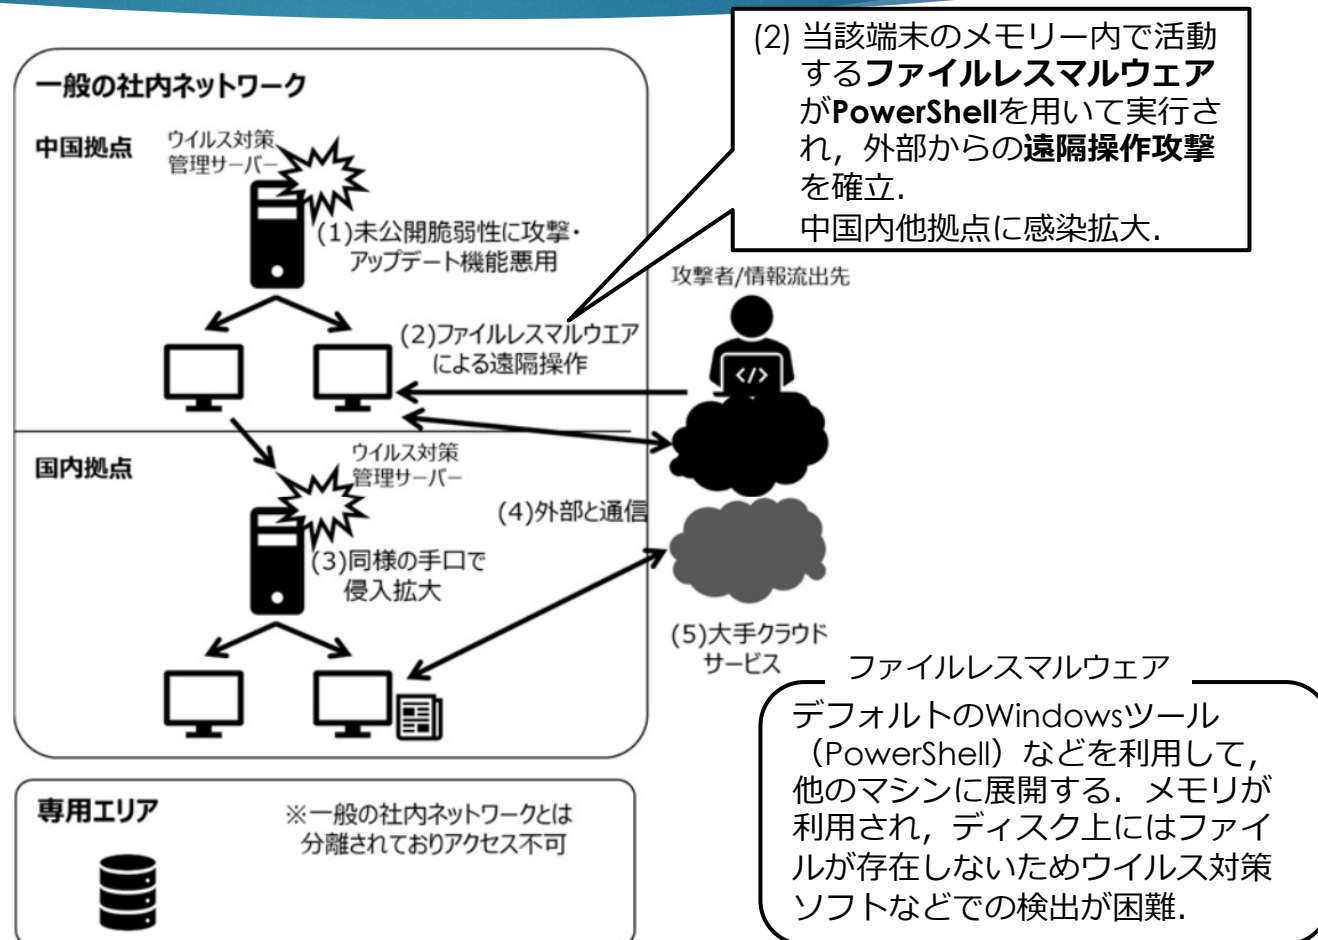 (2) 当該端末のメモリー内で活動
するファイルレスマルウェア
がPowerShellを用いて実行さ
れ，外部からの遠隔操作攻撃
を確立．
中国内他拠点に感染拡大．
一般の社内ネットワーク
中国拠点
ウイルス対策
管理サーバー
(1)未公開脆弱性に攻撃・
アップデート機能悪用
攻撃者/情報流出先
</>
(2)ファイルレスマルウエア
による遠隔操作
国内拠点
ウイルス対策
管理サーバー
(4)外部と通信
(3)同様の手口で
侵入拡大
(5)大手クラウド
サービス
ファイルレスマルウェア
デフォルトのWindowsツール
（PowerShell）などを利用して，
他のマシンに展開する．メモリが
利用され，ディスク上にはファイ
ルが存在しないためウイルス対策
ソフトなどでの検出が困難．
専用エリア
※一般の社内ネットワークとは
分離されておりアクセス不可